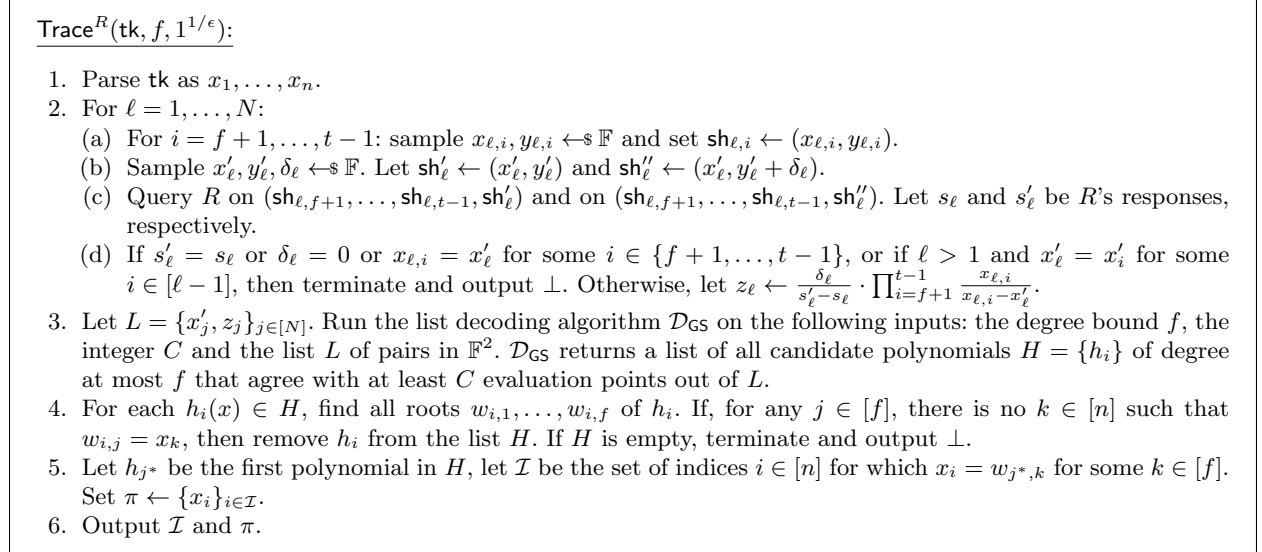 Trace^R(tk, f, 1^{1/ϵ}):
1. Parse tk as x_1, . . . , x_n.
2. For ℓ = 1, . . . , N:
(a) For i = f + 1, . . . , t − 1: sample x_{ℓ,i}, y_{ℓ,i} ←$ 𝔽 and set sh_{ℓ,i} ← (x_{ℓ,i}, y_{ℓ,i}).
(b) Sample x'_ℓ, y'_ℓ, δ_ℓ ←$ 𝔽. Let sh'_ℓ ← (x'_ℓ, y'_ℓ) and sh''_ℓ ← (x'_ℓ, y'_ℓ + δ_ℓ).
(c) Query R on (sh_{ℓ,f+1}, . . . , sh_{ℓ,t−1}, sh'_ℓ) and on (sh_{ℓ,f+1}, . . . , sh_{ℓ,t−1}, sh''_ℓ). Let s_ℓ and s'_ℓ be R's responses,
respectively.
(d) If s'_ℓ = s_ℓ or δ_ℓ = 0 or x_{ℓ,i} = x'_ℓ for some i ∈ {f + 1, . . . , t − 1}, or if ℓ > 1 and x'_ℓ = x'_i for some
i ∈ [ℓ − 1], then terminate and output ⊥. Otherwise, let z_ℓ ← \frac{δ_ℓ}{s'_ℓ−s_ℓ} · ∏_{i=f+1}^{t−1} \frac{x_{ℓ,i}}{x_{ℓ,i}−x'_ℓ}.
3. Let L = {x'_j, z_j}_{j∈[N]}. Run the list decoding algorithm 𝒟_{GS} on the following inputs: the degree bound f, the
integer C and the list L of pairs in 𝔽^2. 𝒟_{GS} returns a list of all candidate polynomials H = {h_i} of degree
at most f that agree with at least C evaluation points out of L.
4. For each h_i(x) ∈ H, find all roots w_{i,1}, . . . , w_{i,f} of h_i. If, for any j ∈ [f], there is no k ∈ [n] such that
w_{i,j} = x_k, then remove h_i from the list H. If H is empty, terminate and output ⊥.
5. Let h_{j*} be the first polynomial in H, let ℐ be the set of indices i ∈ [n] for which x_i = w_{j*,k} for some k ∈ [f].
Set π ← {x_i}_{i∈ℐ}.
6. Output ℐ and π.